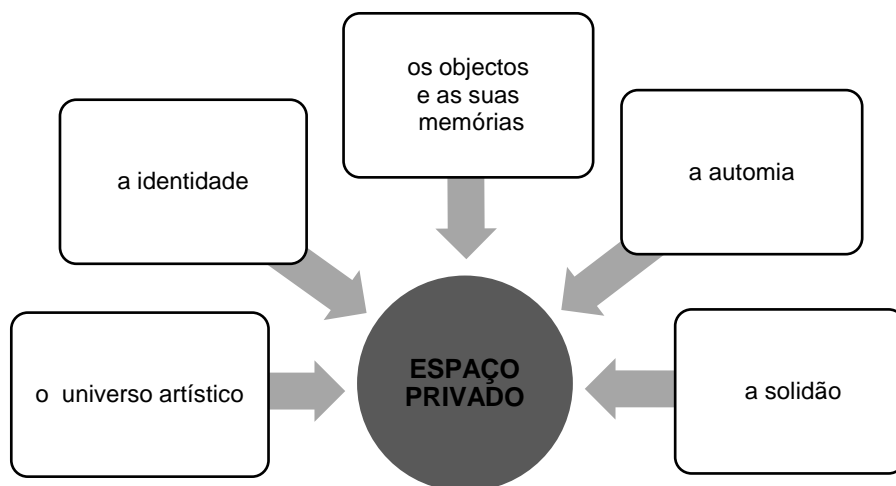 os objectos
e as suas
memórias
a identidade
a automia
o universo artístico
ESPAÇO
PRIVADO
a solidão